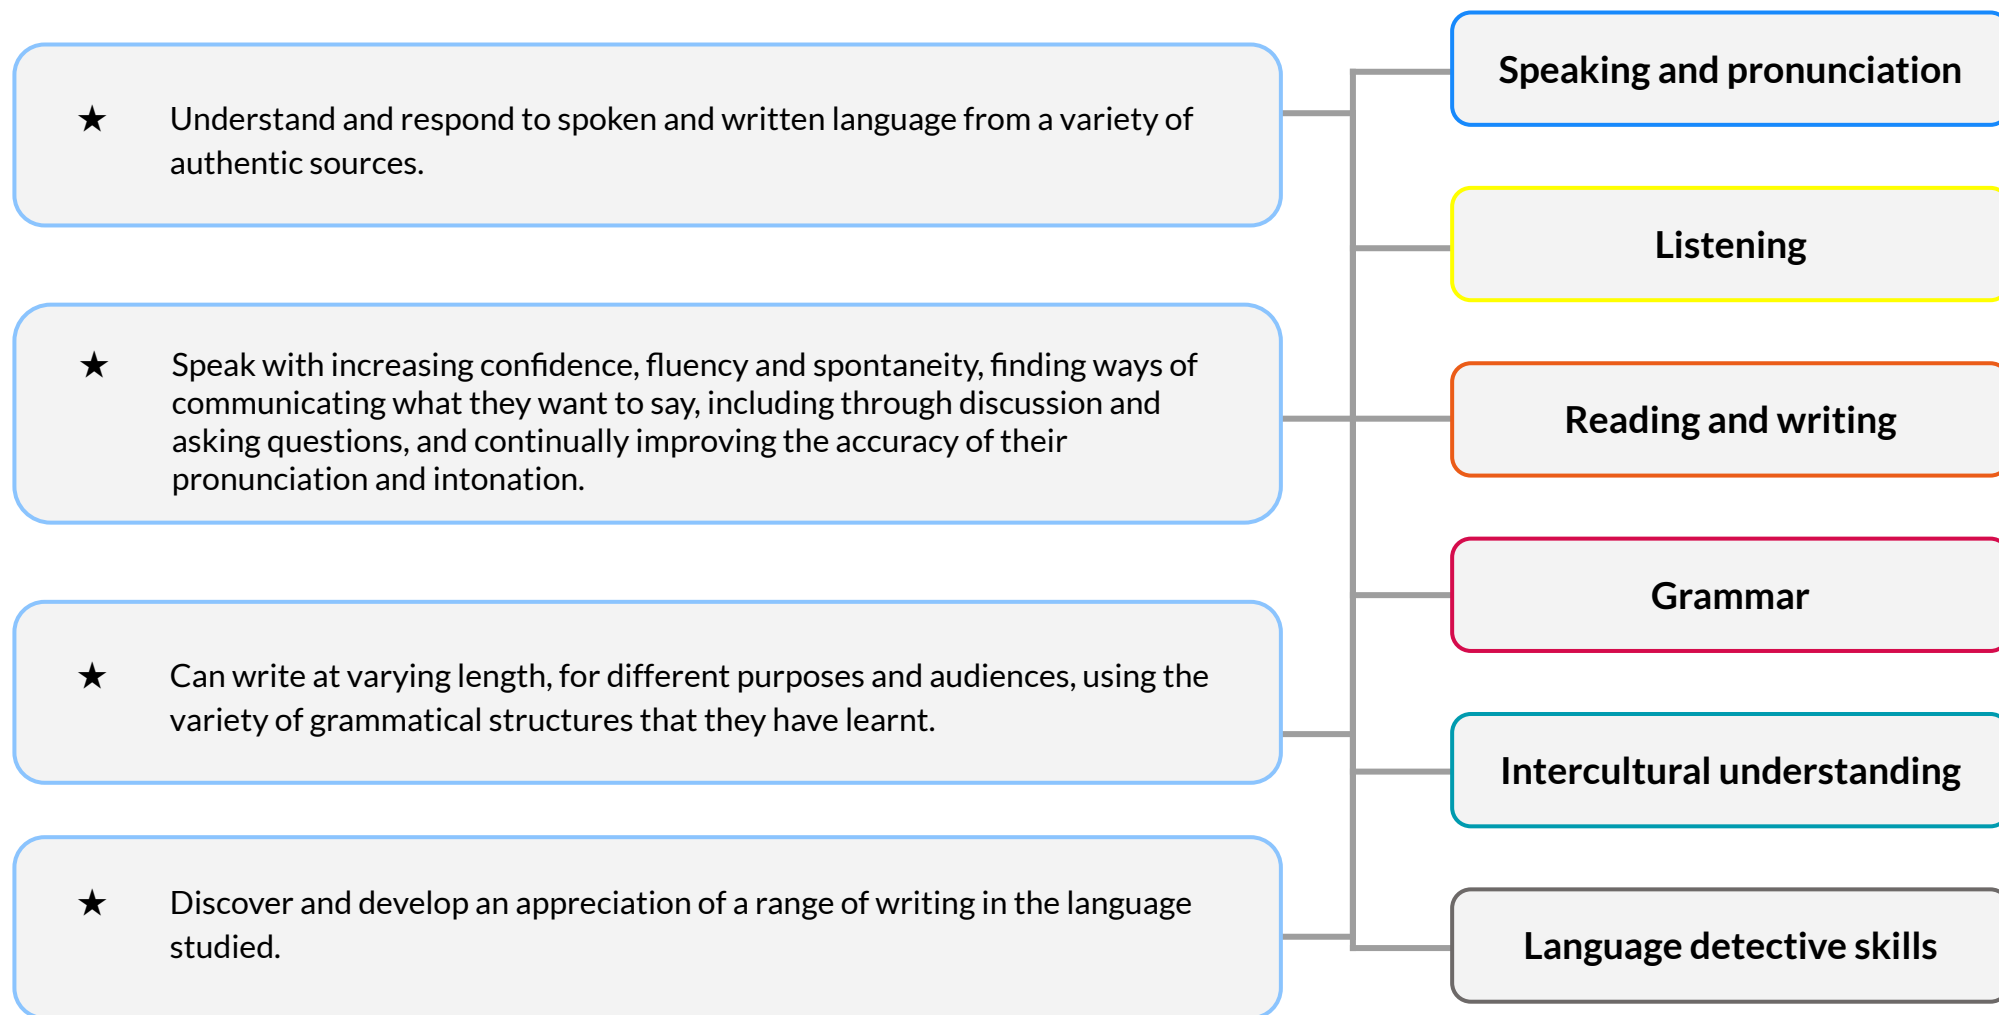 ★ Understand and respond to spoken and written language from a variety of
authentic sources.
★ Speak with increasing confidence, fluency and spontaneity, finding ways of
communicating what they want to say, including through discussion and
asking questions, and continually improving the accuracy of their
pronunciation and intonation.
★ Can write at varying length, for different purposes and audiences, using the
variety of grammatical structures that they have learnt.
★ Discover and develop an appreciation of a range of writing in the language
studied.
Speaking and pronunciation
Listening
Reading and writing
Grammar
Intercultural understanding
Language detective skills